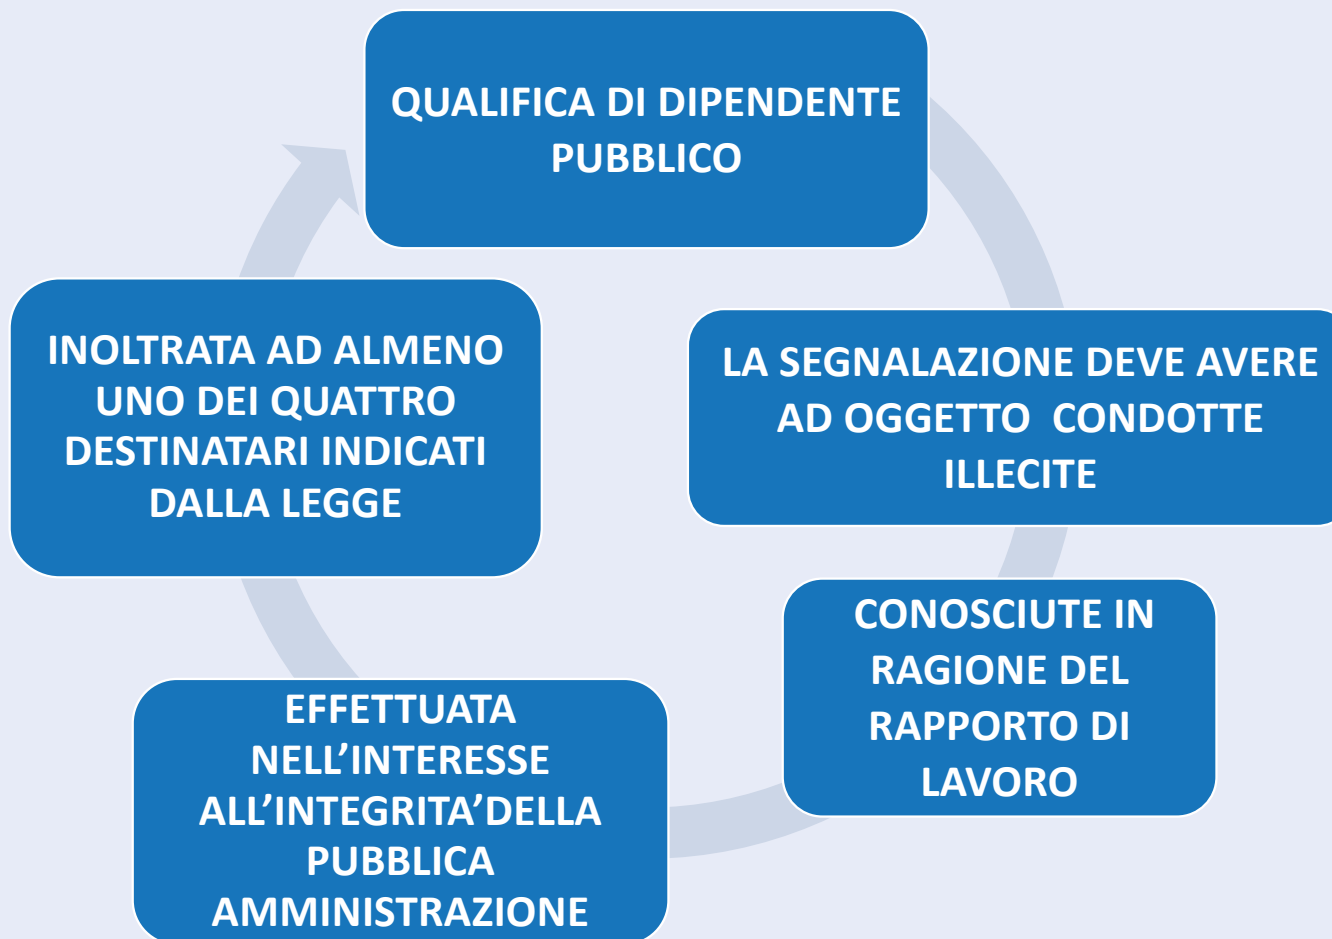 QUALIFICA DI DIPENDENTE
PUBBLICO
LA SEGNALAZIONE DEVE AVERE
AD OGGETTO  CONDOTTE
ILLECITE
CONOSCIUTE IN
RAGIONE DEL
RAPPORTO DI
LAVORO
EFFETTUATA
NELL’INTERESSE
ALL’INTEGRITA’DELLA
PUBBLICA
AMMINISTRAZIONE
INOLTRATA AD ALMENO
UNO DEI QUATTRO
DESTINATARI INDICATI
DALLA LEGGE